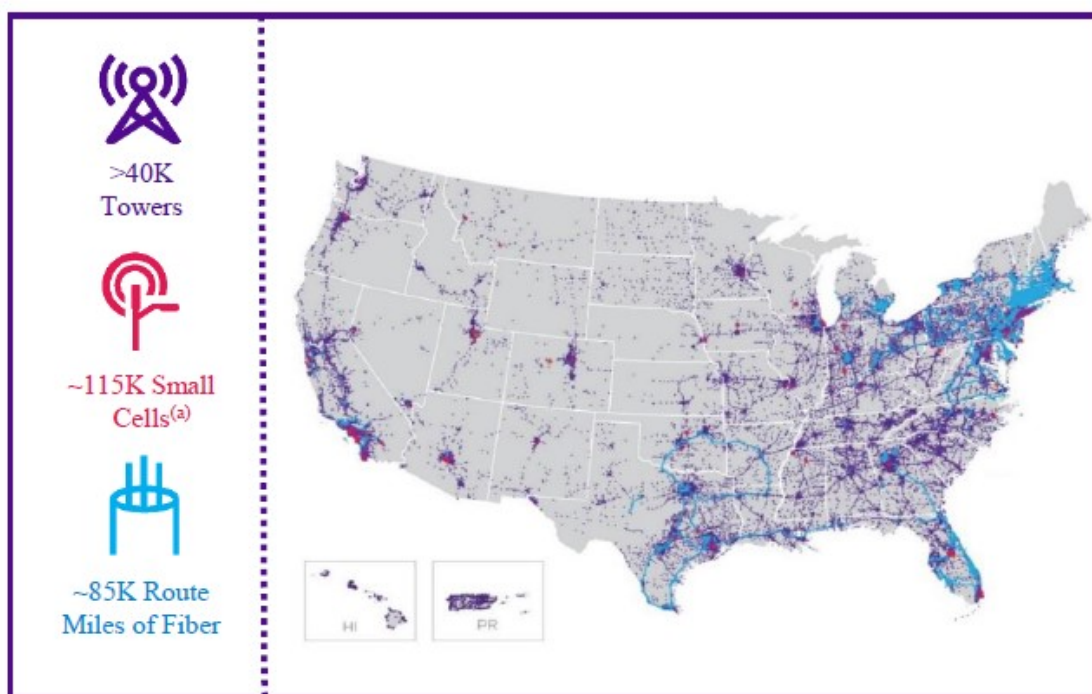 >40K
Towers
~115K Small
Cells(a)
~85K Route
Miles of Fiber
HI
PR